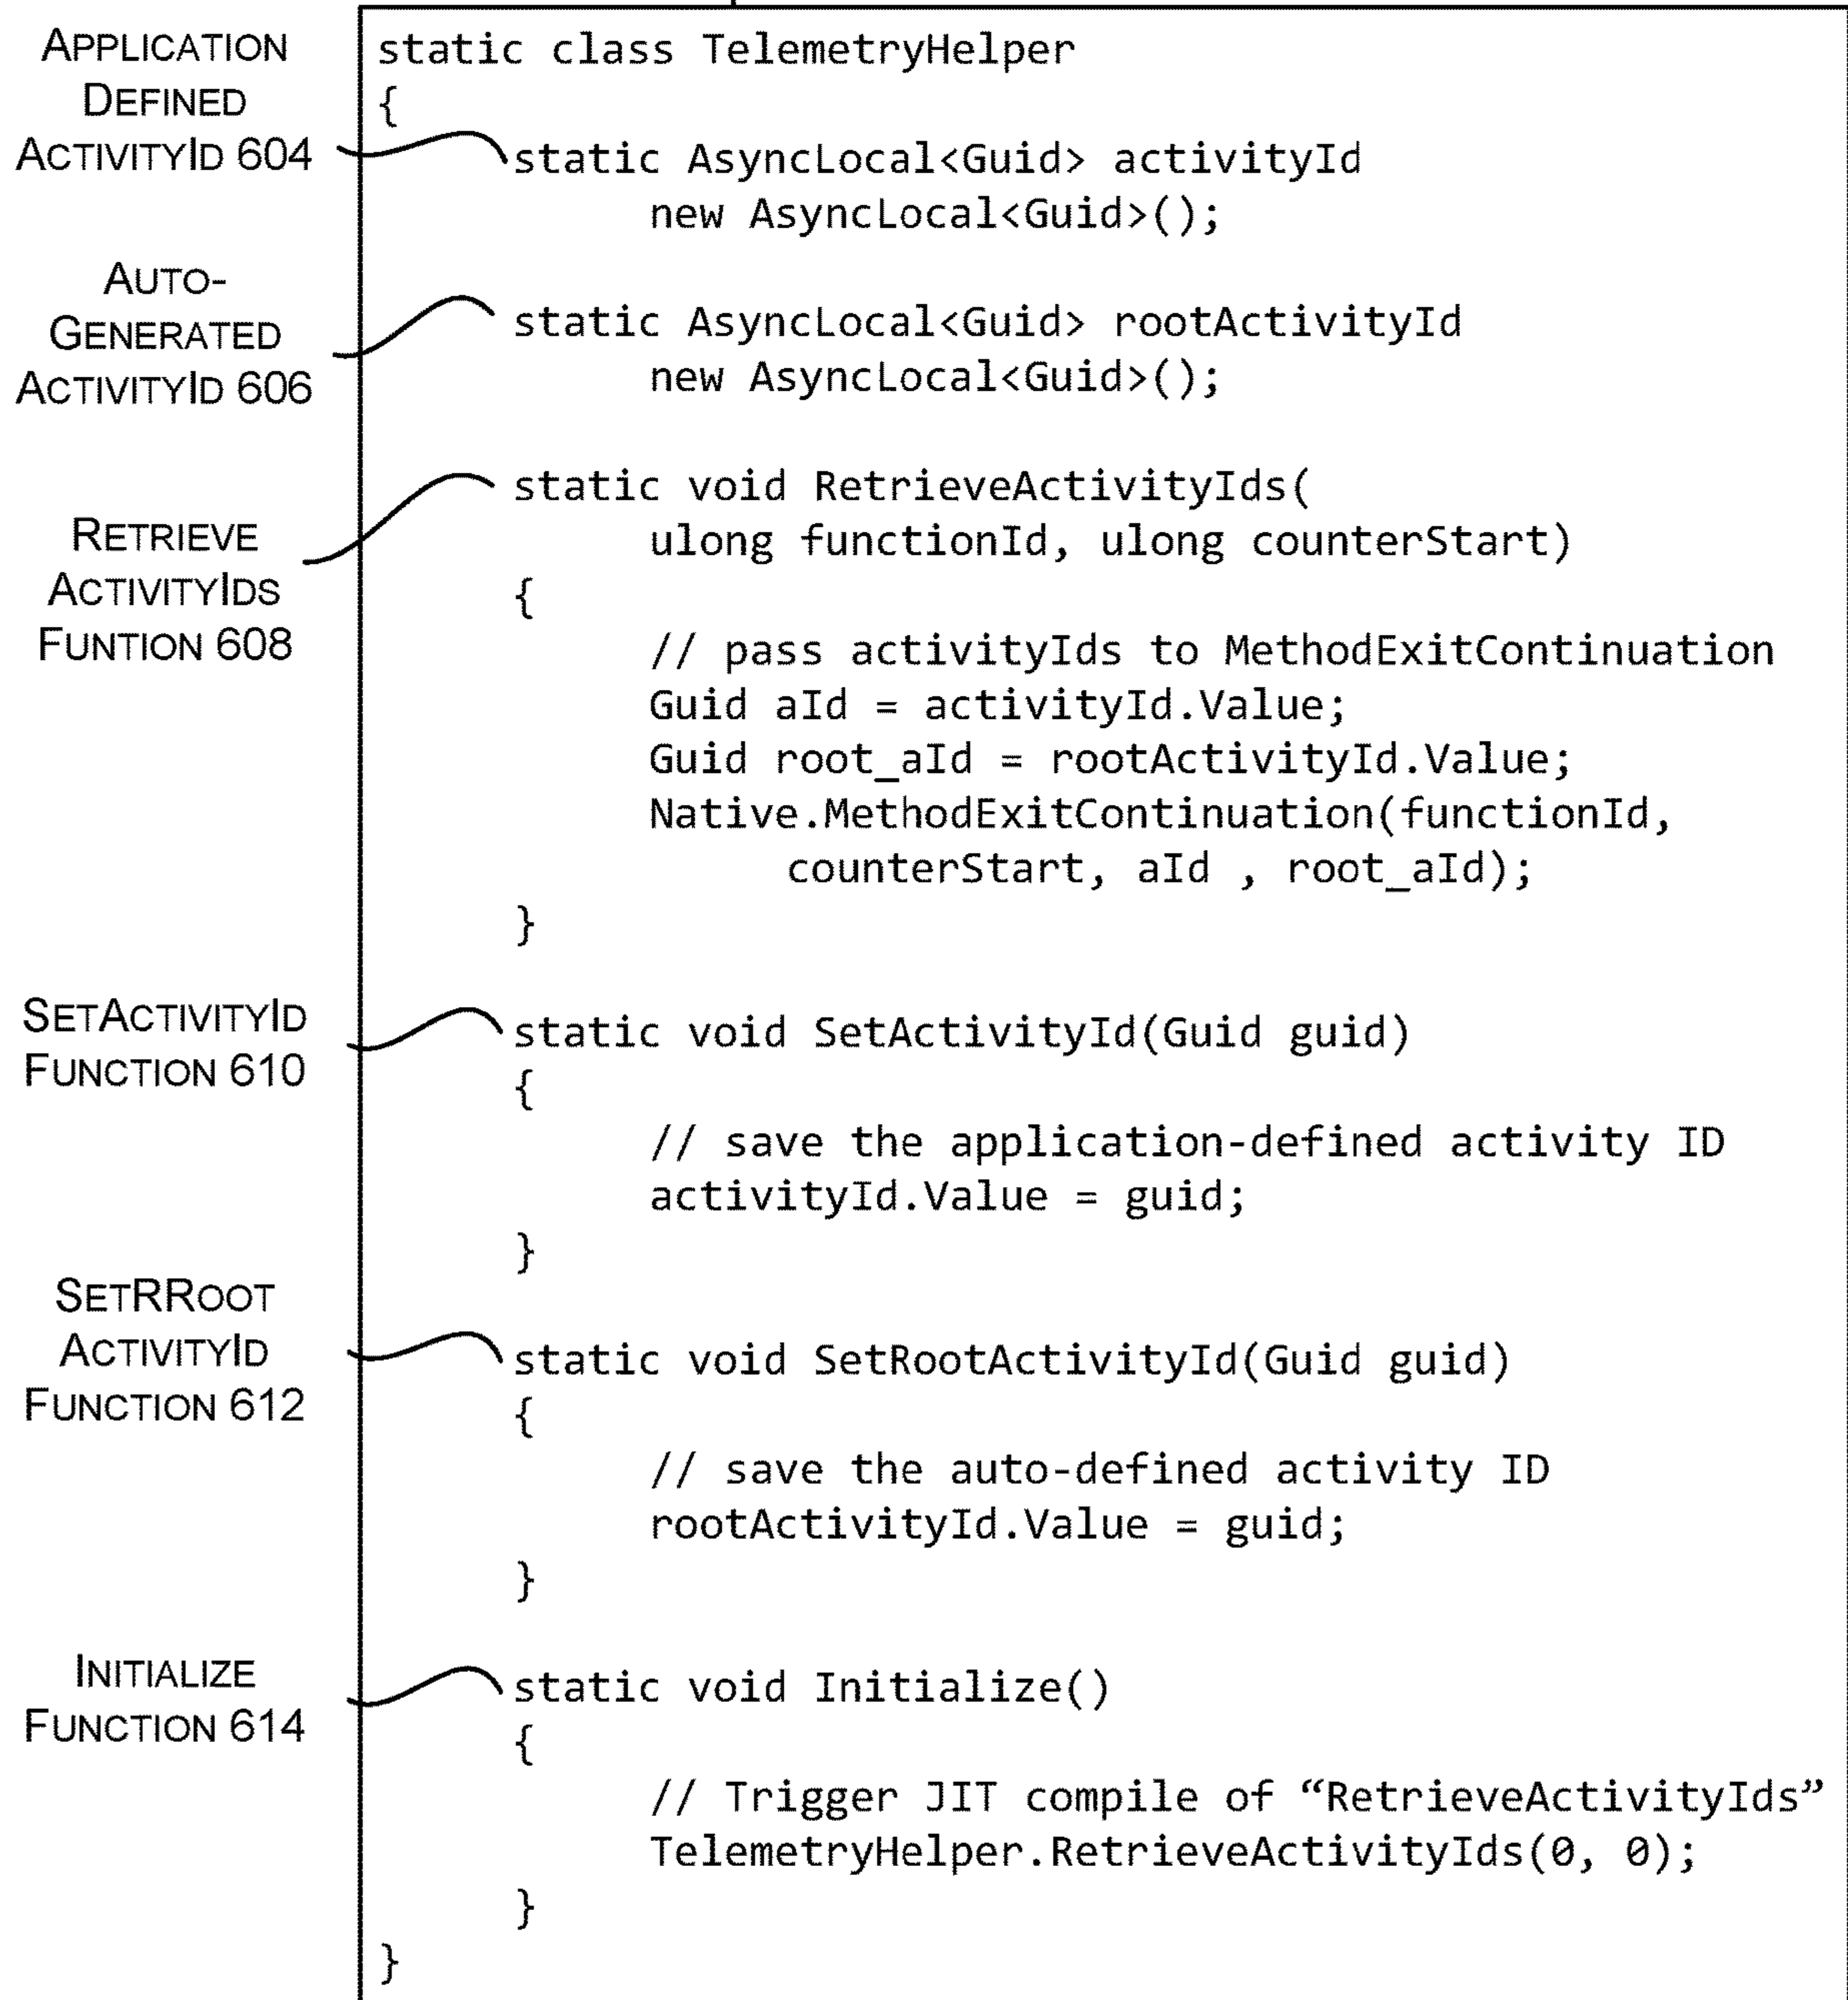 APPLICATION
DEFINED
ACTIVITYID 604
AUTO-
GENERATED
ACTIVITYID 606
RETRIEVE
ACTIVITYIDS
FUNTION 608
SETACTIVITYID
FUNCTION 610
SETRROOT
ACTIVITYID
FUNCTION 612
INITIALIZE
FUNCTION 614
static class TelemetryHelper
{
static AsyncLocal<Guid> activityId
new AsyncLocal<Guid>();
static AsyncLocal<Guid> rootActivityId
new AsyncLocal<Guid>();
static void RetrieveActivityIds(
ulong functionId, ulong counterStart)
{
// pass activityIds to MethodExitContinuation
Guid aId = activityId.Value;
Guid root_aId = rootActivityId.Value;
Native.MethodExitContinuation(functionId,
counterStart, aId , root_aId);
}
static void SetActivityId(Guid guid)
{
// save the application-defined activity ID
activityId.Value = guid;
}
static void SetRootActivityId(Guid guid)
{
// save the auto-defined activity ID
rootActivityId.Value = guid;
}
static void Initialize()
{
// Trigger JIT compile of “RetrieveActivityIds”
TelemetryHelper.RetrieveActivityIds(0, 0);
}
}